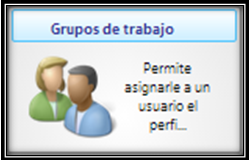 Grupos de trabajo
Permite
asignarle a un
usuario el
perfi...